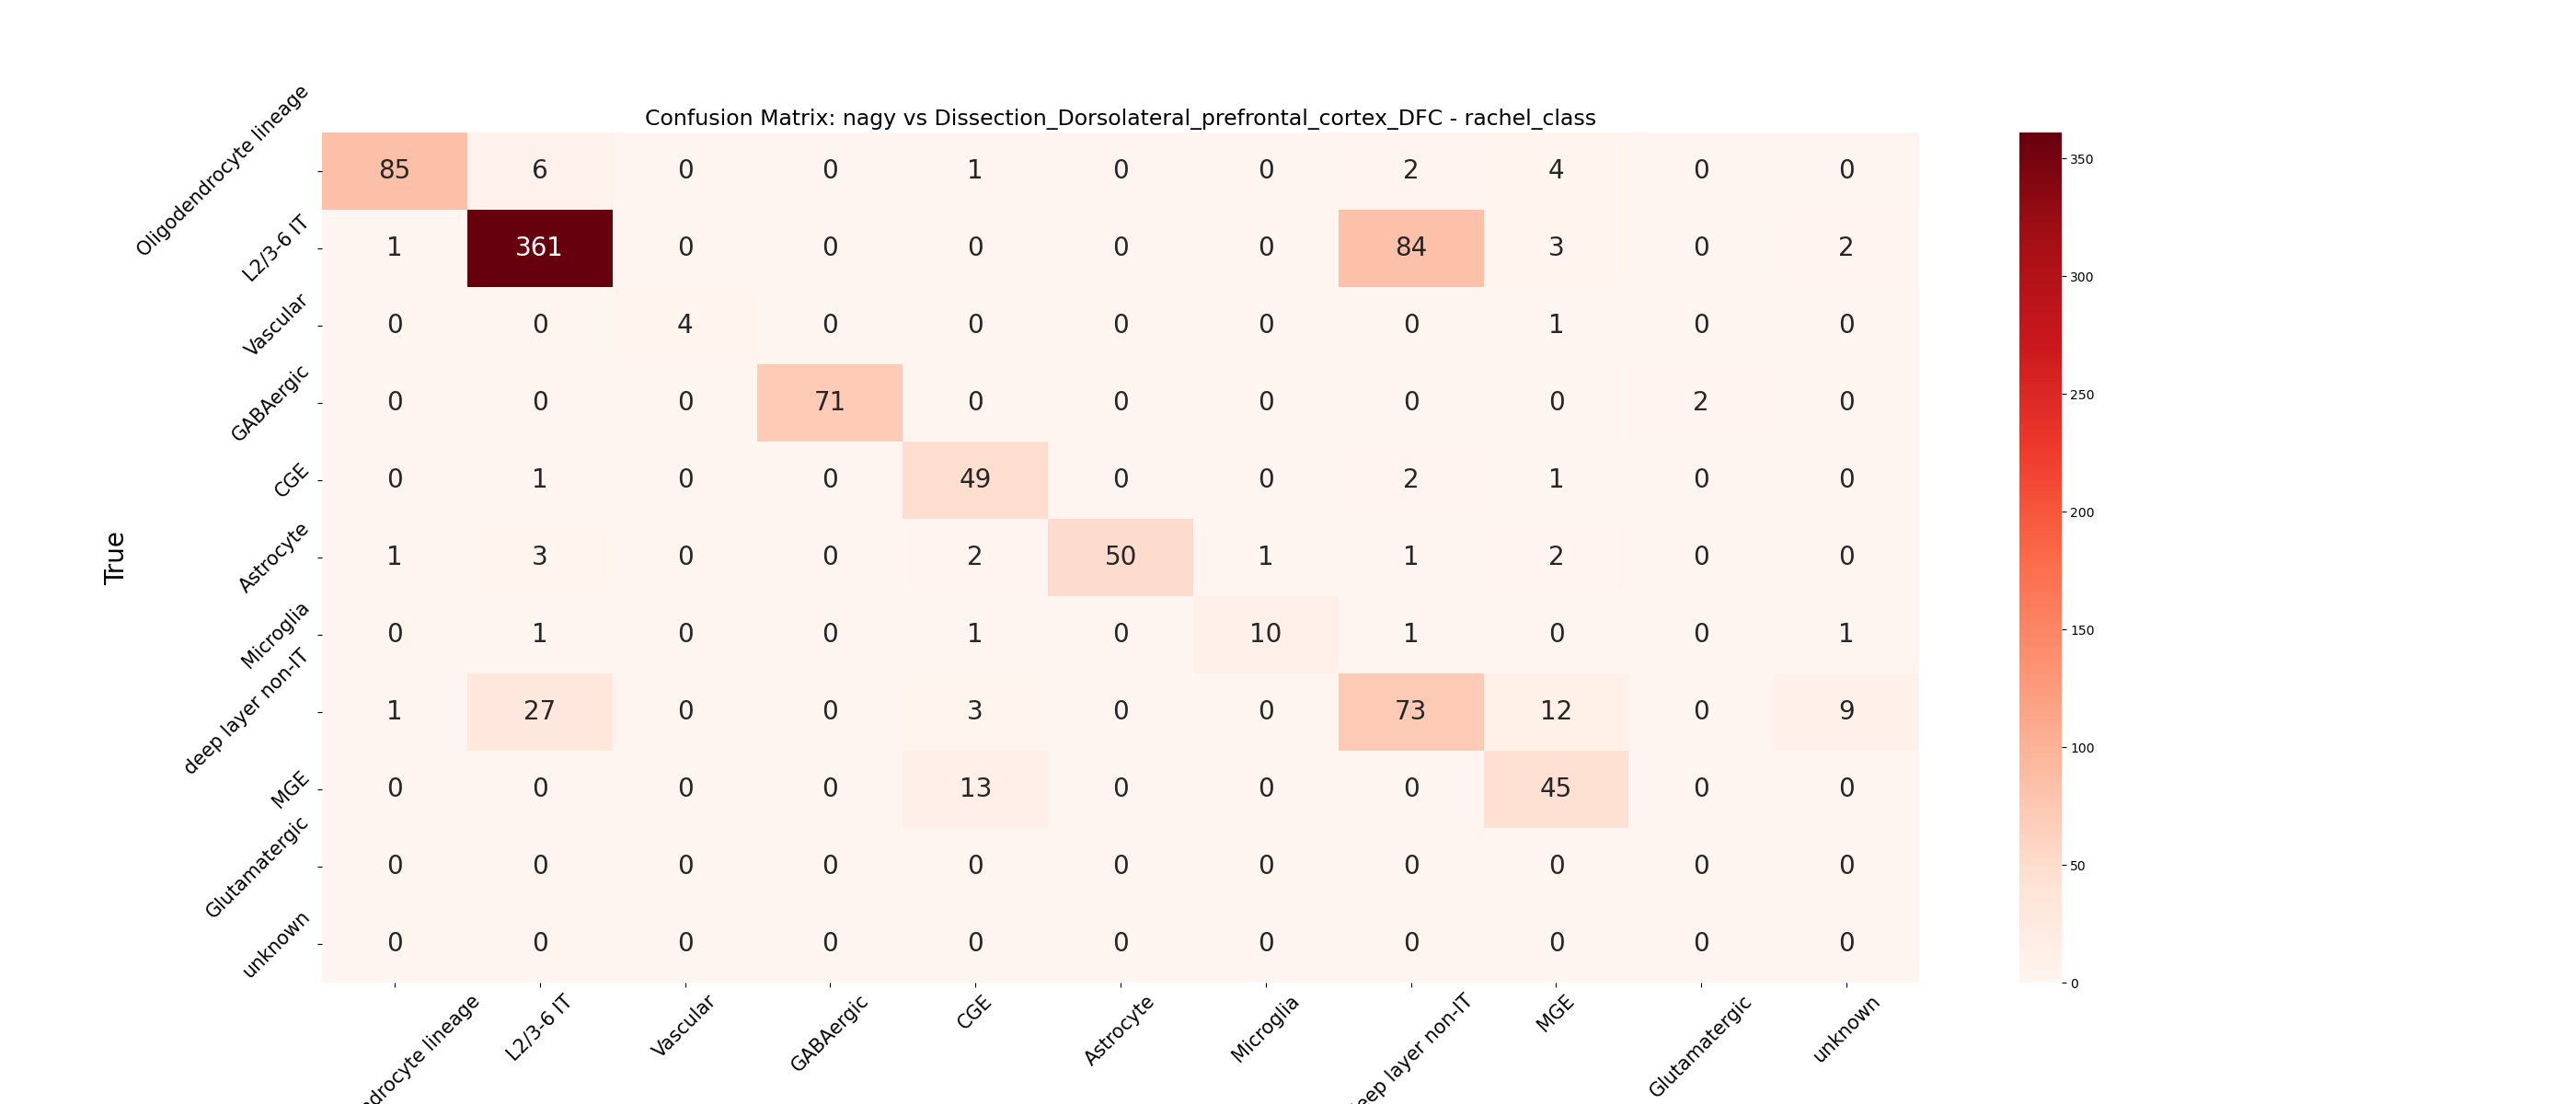 Confusion Matrix: nagy vs Dissection_Dorsolateral_prefrontal_cortex_DFC - rachel_class
True
Oligodendrocyte lineage 85 6 0 0 1 0 0 2 4 0 0
L2/3-6 IT 1 361 0 0 0 0 0 84 3 0 2
Vascular 0 0 4 0 0 0 0 0 1 0 0
GABAergic 0 0 0 71 0 0 0 0 0 2 0
CGE 0 1 0 0 49 0 0 2 1 0 0
Astrocyte 1 3 0 0 2 50 1 1 2 0 0
Microglia 0 1 0 0 1 0 10 1 0 0 1
deep layer non-IT 1 27 0 0 3 0 0 73 12 0 9
MGE 0 0 0 0 13 0 0 0 45 0 0
Glutamatergic 0 0 0 0 0 0 0 0 0 0 0
unknown 0 0 0 0 0 0 0 0 0 0 0
ndrocyte lineage L2/3-6 IT Vascular GABAergic CGE Astrocyte Microglia eep layer non-IT MGE Glutamatergic unknown
350
300
250
200
150
100
50
0